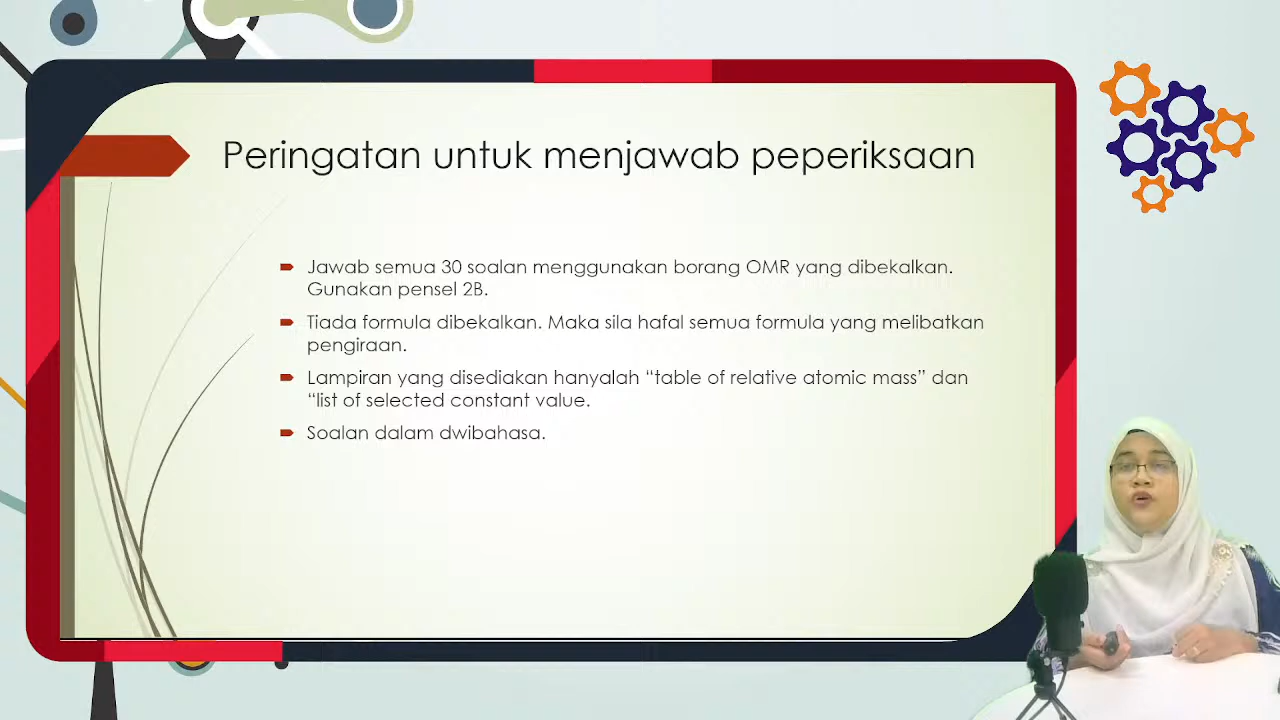 Peringatan untuk menjawab peperiksaan
Jawab semua 30 soalan menggunakan borang OMR yang dibekalkan.
Gunakan pensel 2B.
Tiada formula dibekalkan. Maka sila hafal semua formula yang melibatkan
pengiraan.
Lampiran yang disediakan hanyalah “table of relative atomic mass” dan
“list of selected constant value.
Soalan dalam dwibahasa.